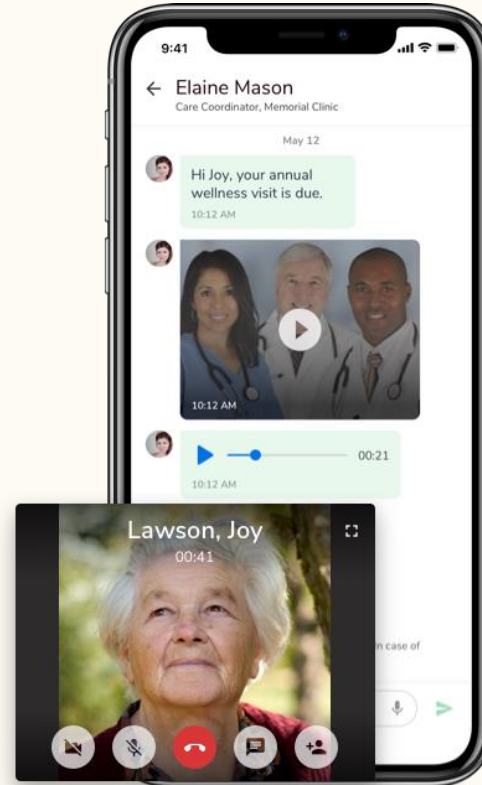 9:41
Elaine Mason
Care Coordinator, Memorial Clinic
May 12
Hi Joy, your annual
wellness visit is due.
10:12 AM
10:12 AM
00:21
10:12 AM
Lawson, Joy
00:41
in case of